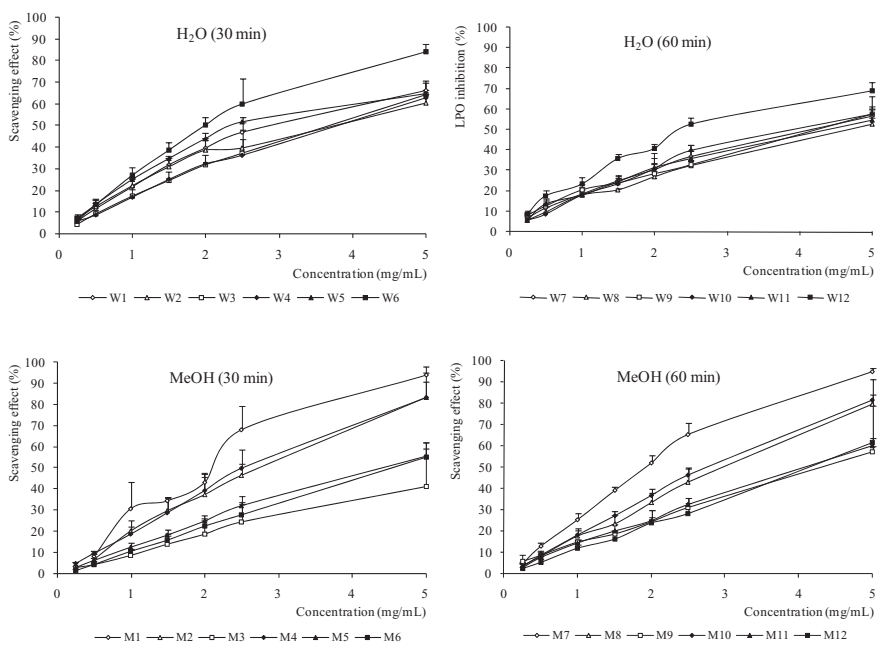 H2O (30 min)
Scavenging effect (%)
100
90
80
70
60
50
40
30
20
10
0
0 1 2 3 4 5
Concentration (mg/mL)
W1 W2 W3 W4 W5 W6
H2O (60 min)
LPO inhibition (%)
100
90
80
70
60
50
40
30
20
10
0
0 1 2 3 4 5
Concentration (mg/mL)
W7 W8 W9 W10 W11 W12
MeOH (30 min)
Scavenging effect (%)
100
90
80
70
60
50
40
30
20
10
0
0 1 2 3 4 5
Concentration (mg/mL)
M1 M2 M3 M4 M5 M6
MeOH (60 min)
Scavenging effect (%)
100
90
80
70
60
50
40
30
20
10
0
0 1 2 3 4 5
Concentration (mg/mL)
M7 M8 M9 M10 M11 M12